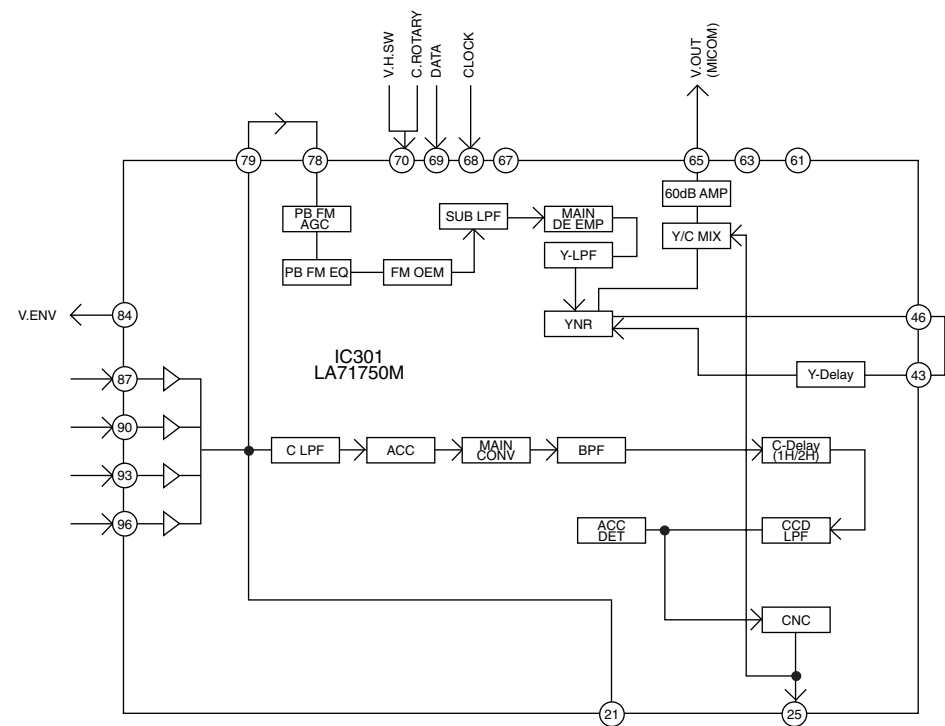 V.H.SW
C.ROTARY
DATA
CLOCK
V.OUT
(MICOM)
79
78
70
69
68
67
65
63
61
60dB AMP
PB FM
AGC
SUB LPF
MAIN
DE EMP
Y/C MIX
Y-LPF
PB FM EQ
FM OEM
V.ENV
84
YNR
46
IC301
LA71750M
87
Y-Delay
43
90
C LPF
ACC
MAIN
CONV
BPF
C-Delay
(1H/2H)
93
96
ACC
DET
CCD
LPF
CNC
21
25